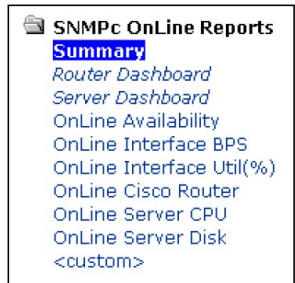 SNMPc OnLine Reports
Summary
Router Dashboard
Server Dashboard
OnLine Availability
OnLine Interface BPS
OnLine Interface Util(%)
OnLine Cisco Router
OnLine Server CPU
OnLine Server Disk
<custom>